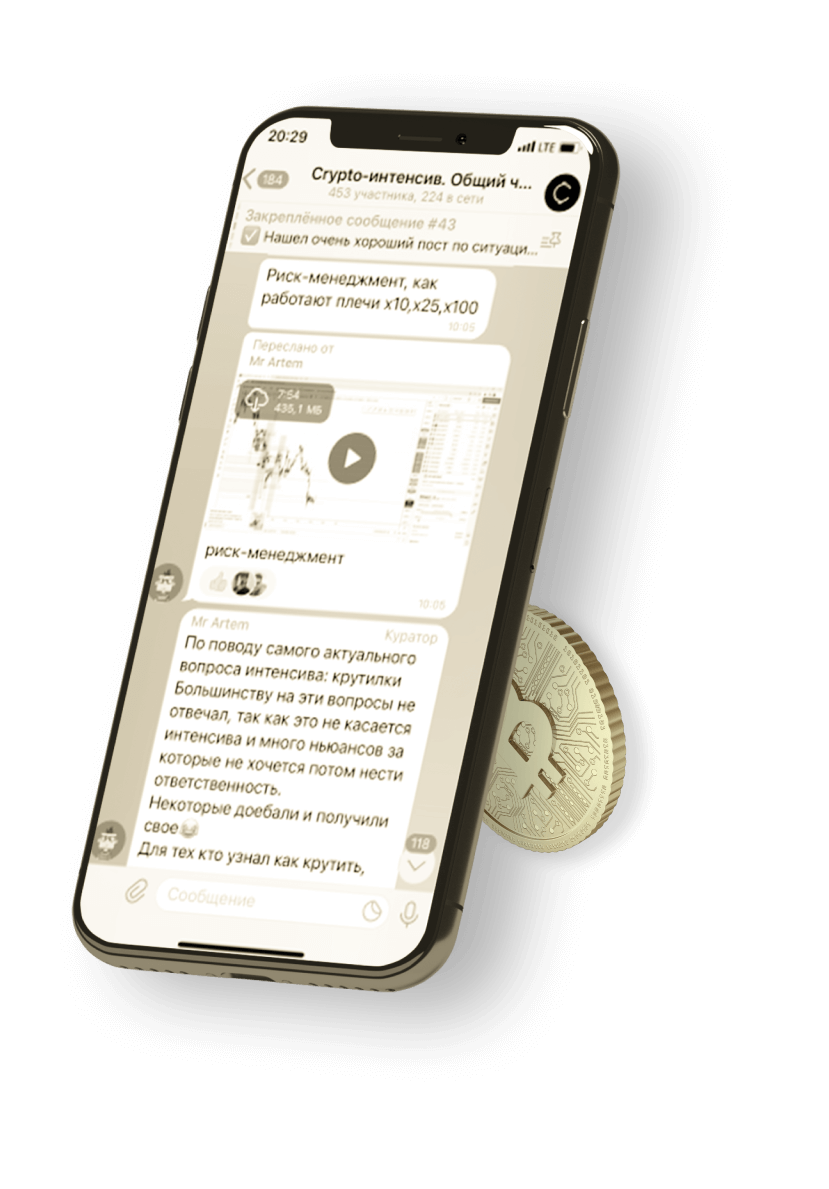 20:29
LTE
184
Crypto-интенсив. Общий ч...
453 участника, 224 в сети
Закреплённое сообщение #43
Нашел очень хороший пост по ситуаци...
Риск-менеджмент, как
работают плечи x10,x25,x100
10:05
Переслано от
Mr Artem
7:54
435,1 МБ
риск-менеджмент
10:05
Mr Artem
Куратор
По поводу самого актуального
вопроса интенсива: крутилки
Большинству на эти вопросы не
отвечал, так как это не касается
интенсива и много ньюансов за
которые не хочется потом нести
ответственность.
Некоторые доебали и получили
свое
118
Для тех кто узнал как крутить,
Сообщение